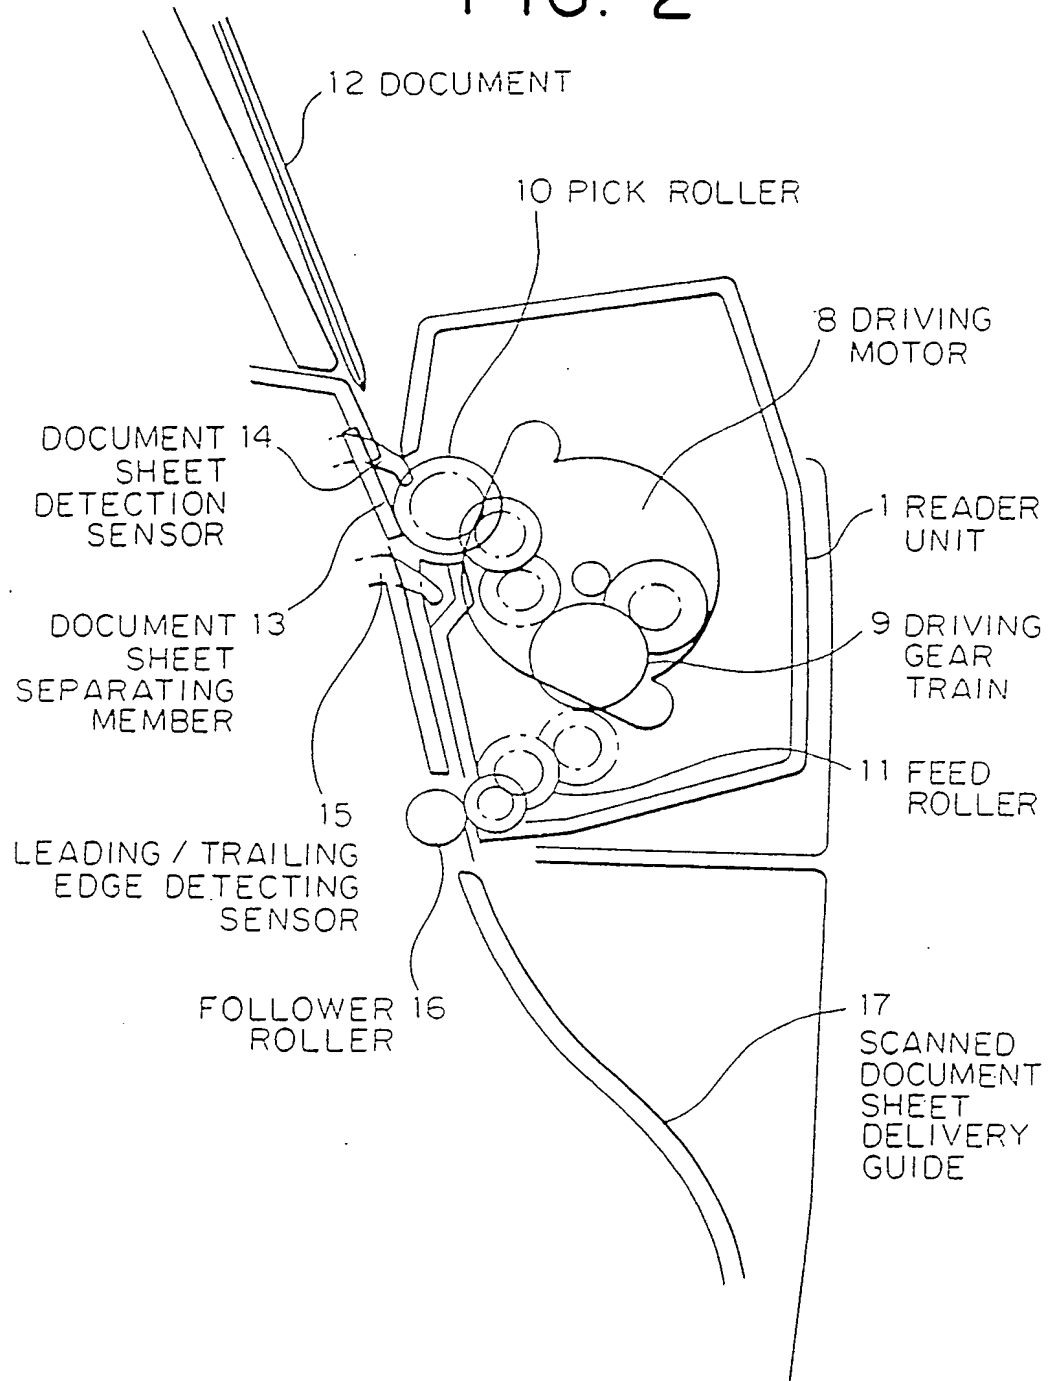 FIG. 2
12 DOCUMENT
10 PICK ROLLER
8 DRIVING
MOTOR
DOCUMENT 14
SHEET
DETECTION
SENSOR
1 READER
UNIT
DOCUMENT 13
SHEET
SEPARATING
MEMBER
9 DRIVING
GEAR
TRAIN
11 FEED
ROLLER
15
LEADING / TRAILING
EDGE DETECTING
SENSOR
FOLLOWER 16
ROLLER
17
SCANNED
DOCUMENT
SHEET
DELIVERY
GUIDE